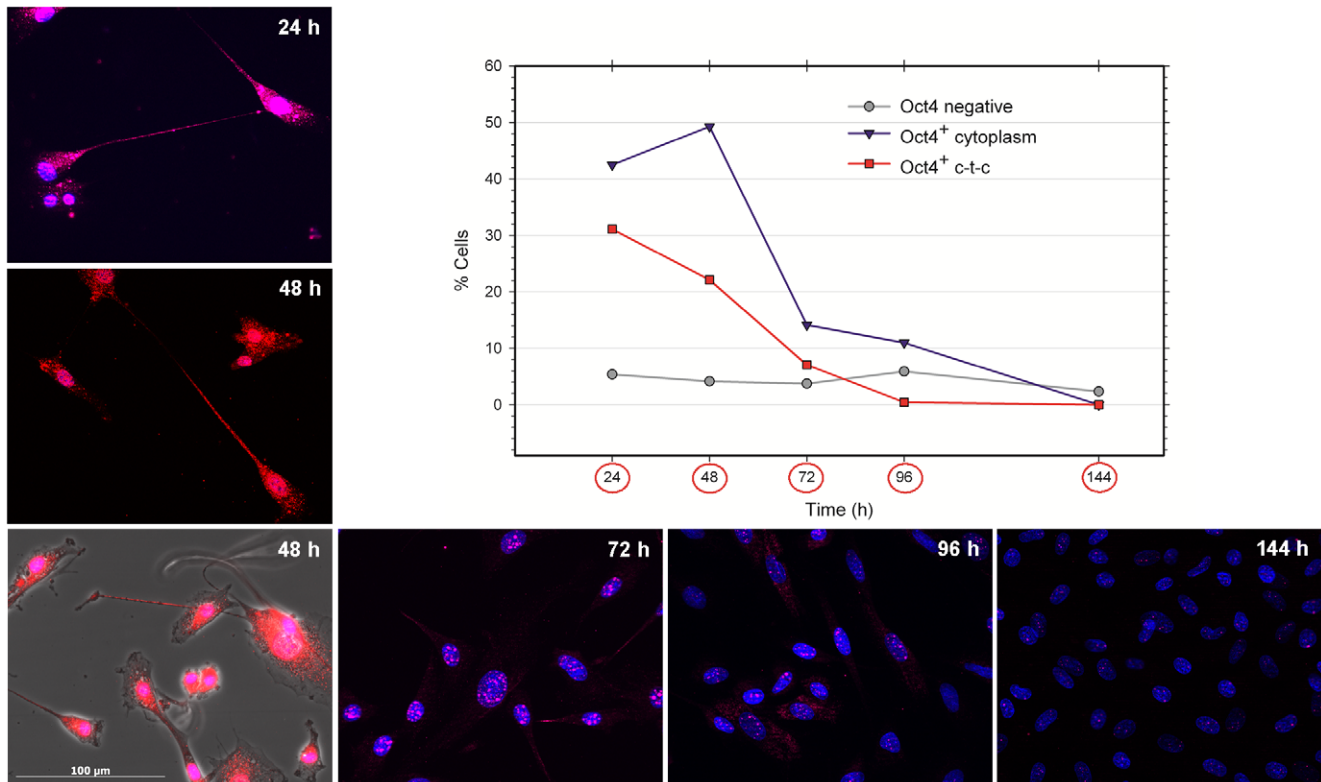 24 h
48 h
48 h
100 µm
72 h
96 h
144 h
60
50
40
30
20
10
0
% Cells
Oct4 negative
Oct4⁺ cytoplasm
Oct4⁺ c-t-c
24 48 72 96 144
Time (h)